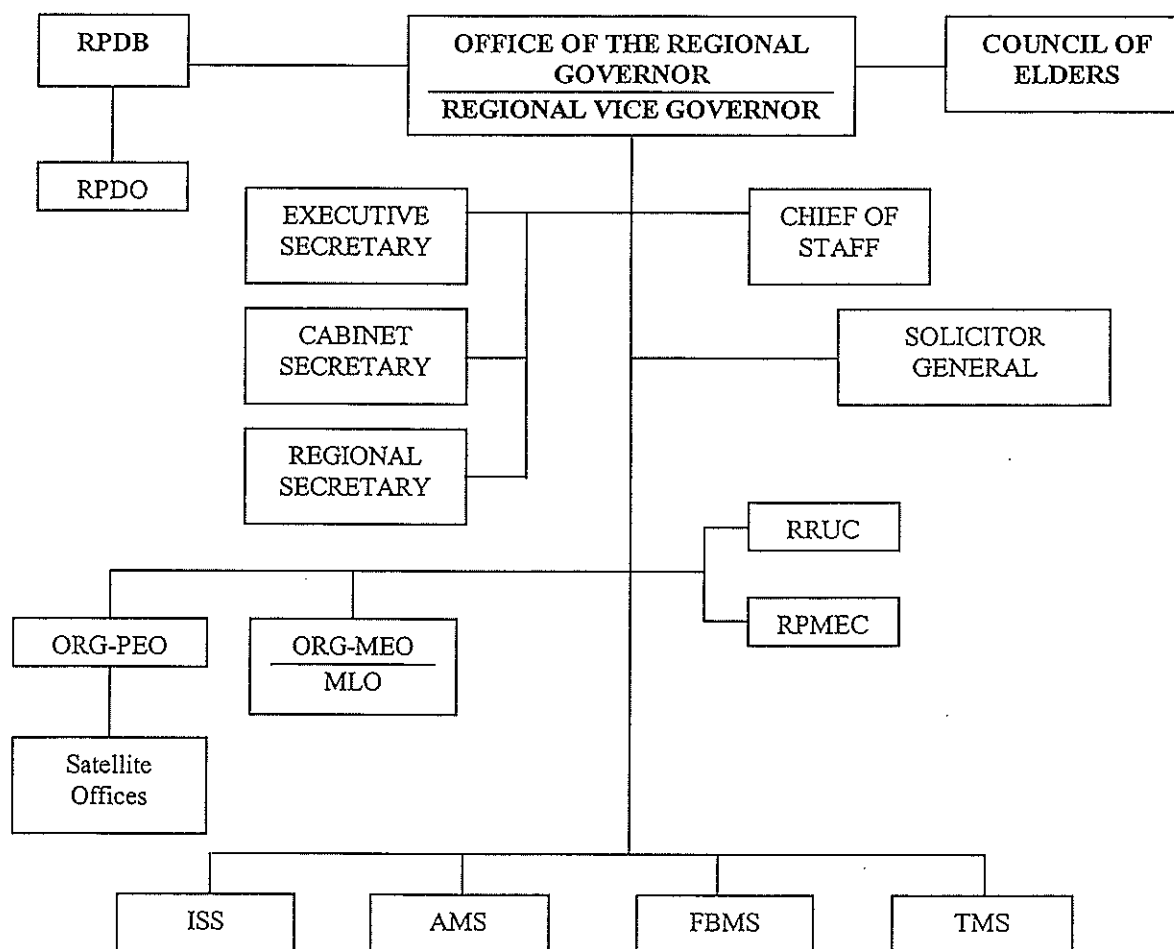 RPDB
OFFICE OF THE REGIONAL
GOVERNOR
REGIONAL VICE GOVERNOR
COUNCIL OF
ELDERS
RPDO
EXECUTIVE
SECRETARY
CHIEF OF
STAFF
CABINET
SECRETARY
SOLICITOR
GENERAL
REGIONAL
SECRETARY
RRUC
RPMEC
ORG-PEO
ORG-MEO
MLO
Satellite
Offices
ISS
AMS
FBMS
TMS